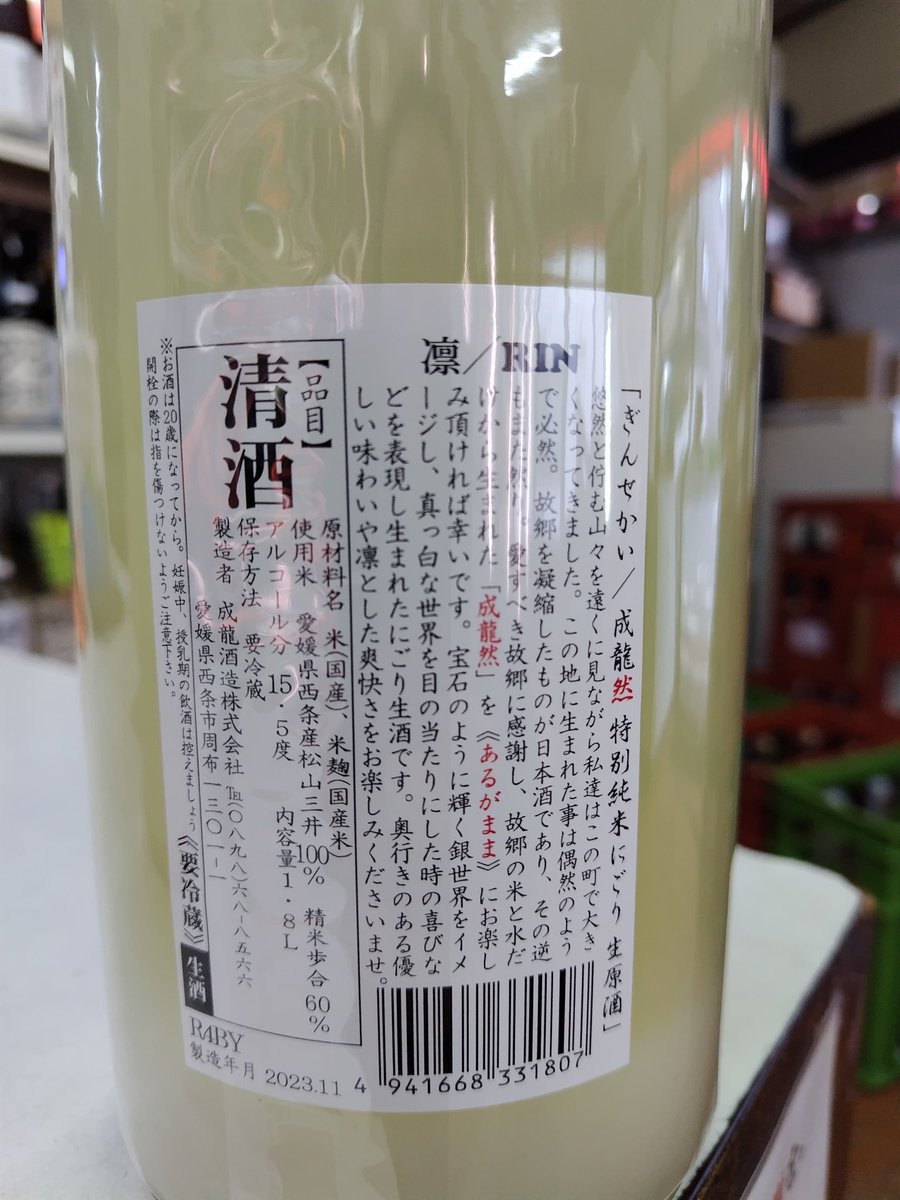 凛／RIN
「ぎんせかい／成龍然 特別純米にごり 生原酒」
悠然と佇む山々を遠くに見ながら私達はこの町で大き
くなってきました。この地に生まれた事は偶然のよう
で必然。故郷を凝縮したものが日本酒であり、その逆
も また然り。愛すべき故郷に感謝し、故郷の米と水だ
けから生まれた「成龍然」を《あるがまま》にお楽し
み頂ければ幸いです。宝石のように輝く銀世界をイメ
ージし、真っ白な世界を目の当たりにした時の喜びな
どを表現し生まれたにごり生酒です。奥行きのある優
しい味わいや凛とした爽快さをお楽しみくださいませ。
【品目】
清酒
原材料名 米(国産)、米麹(国産米)
使用米 愛媛県西条産松山三井100% 精米歩合60%
アルコール分 15.5度 内容量1.8L
保存方法 要冷蔵
製造者 成龍酒造株式会社 ℡(〇八九八)六八-八五六六
愛媛県西条市周布一三〇一-一
※お酒は20歳になってから。妊娠中、授乳期の飲酒は控えましょう
開栓の際は指を傷つけないようご注意下さい。
《要冷蔵》
生酒
R4BY
製造年月 2023.11
4 941668 331807